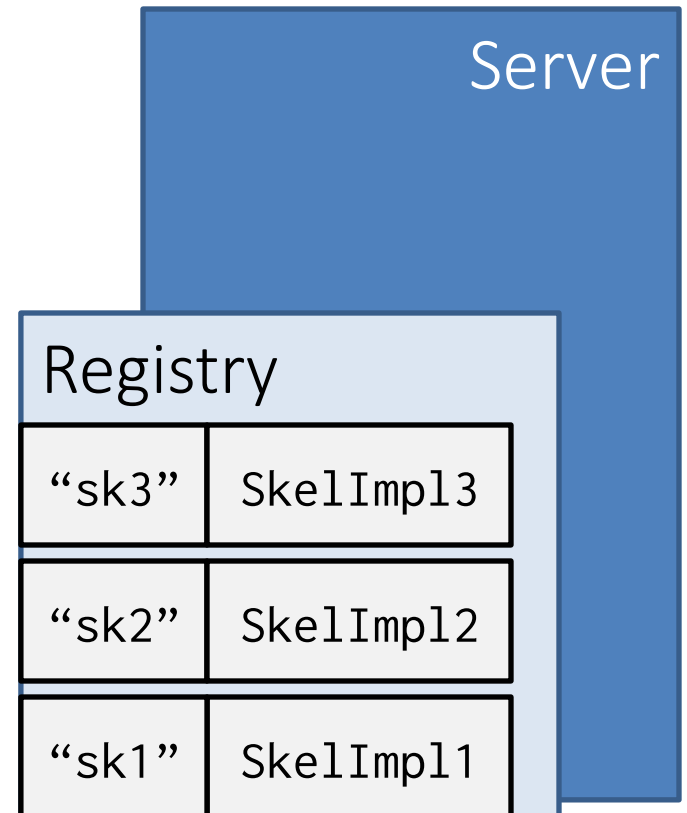 Server
Registry
“sk3” SkelImpl3
“sk2” SkelImpl2
“sk1” SkelImpl1